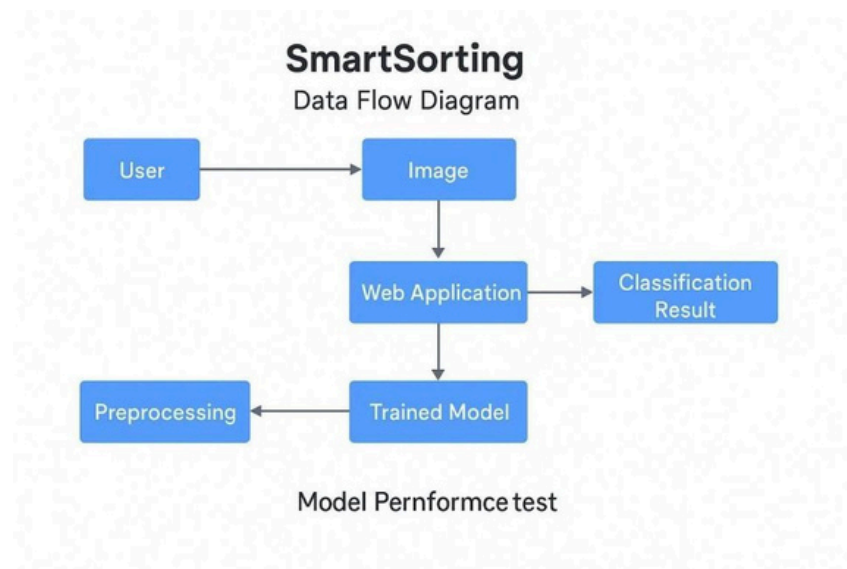 SmartSorting
Data Flow Diagram
User
Image
Web Application
Classification
Result
Preprocessing
Trained Model
Model Pernformce test